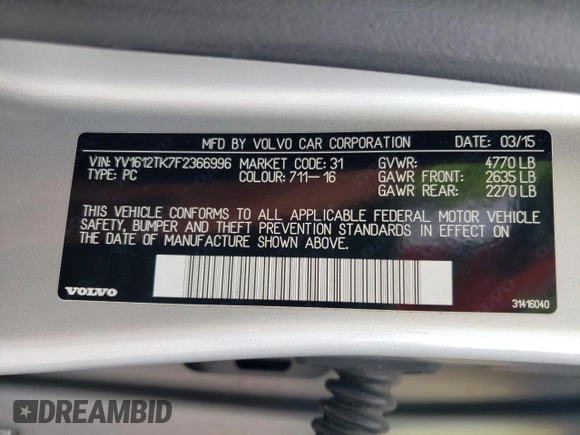 MFD BY VOLVO CAR CORPORATION DATE: 03/15
VIN: YV1612TK7F2366996 MARKET CODE: 31 GVWR: 4770 LB
TYPE: PC COLOUR: 711-16 GAWR FRONT: 2635 LB
GAWR REAR: 2270 LB
THIS VEHICLE CONFORMS TO ALL APPLICABLE FEDERAL MOTOR VEHICLE
SAFETY, BUMPER AND THEFT PREVENTION STANDARDS IN EFFECT ON
THE DATE OF MANUFACTURE SHOWN ABOVE.
VOLVO
31416040
DREAMBID